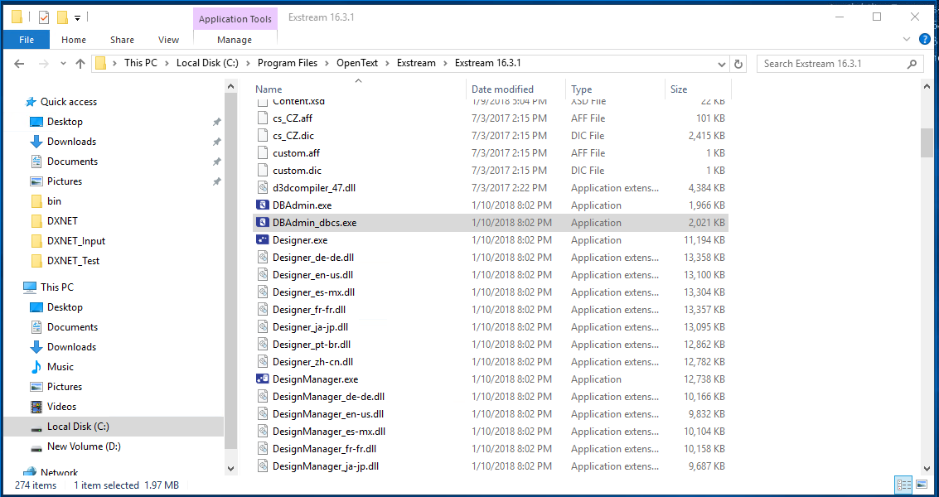 Application Tools
Exstream 16.3.1
File Home Share View Manage
This PC > Local Disk (C:) > Program Files > OpenText > Exstream > Exstream 16.3.1
Search Exstream 16.3.1
Quick access
Desktop
Downloads
Documents
Pictures
bin
DXNET
DXNET_Input
DXNET_Test
This PC
Desktop
Documents
Downloads
Music
Pictures
Videos
Local Disk (C:)
New Volume (D:)
Network
Name Date modified Type Size
Content.xsd 1/9/2018 5:04 PM XSD File 22 KB
cs_CZ.aff 7/3/2017 2:15 PM AFF File 101 KB
cs_CZ.dic 7/3/2017 2:15 PM DIC File 2,415 KB
custom.aff 7/3/2017 2:15 PM AFF File 1 KB
custom.dic 7/3/2017 2:15 PM DIC File 1 KB
d3dcompiler_47.dll 7/3/2017 2:22 PM Application extens... 4,384 KB
DBAdmin.exe 1/10/2018 8:02 PM Application 1,966 KB
DBAdmin_dbcs.exe 1/10/2018 8:02 PM Application 2,021 KB
Designer.exe 1/10/2018 8:02 PM Application 11,194 KB
Designer_de-de.dll 1/10/2018 8:02 PM Application extens... 13,358 KB
Designer_en-us.dll 1/10/2018 8:02 PM Application extens... 13,100 KB
Designer_es-mx.dll 1/10/2018 8:02 PM Application extens... 13,304 KB
Designer_fr-fr.dll 1/10/2018 8:02 PM Application extens... 13,357 KB
Designer_ja-jp.dll 1/10/2018 8:02 PM Application extens... 13,095 KB
Designer_pt-br.dll 1/10/2018 8:02 PM Application extens... 12,862 KB
Designer_zh-cn.dll 1/10/2018 8:02 PM Application extens... 12,782 KB
DesignManager.exe 1/10/2018 8:02 PM Application 12,738 KB
DesignManager_de-de.dll 1/10/2018 8:02 PM Application extens... 10,166 KB
DesignManager_en-us.dll 1/10/2018 8:02 PM Application extens... 9,832 KB
DesignManager_es-mx.dll 1/10/2018 8:02 PM Application extens... 10,104 KB
DesignManager_fr-fr.dll 1/10/2018 8:02 PM Application extens... 10,158 KB
DesignManager_ja-jp.dll 1/10/2018 8:02 PM Application extens... 9,687 KB
274 items 1 item selected 1.97 MB